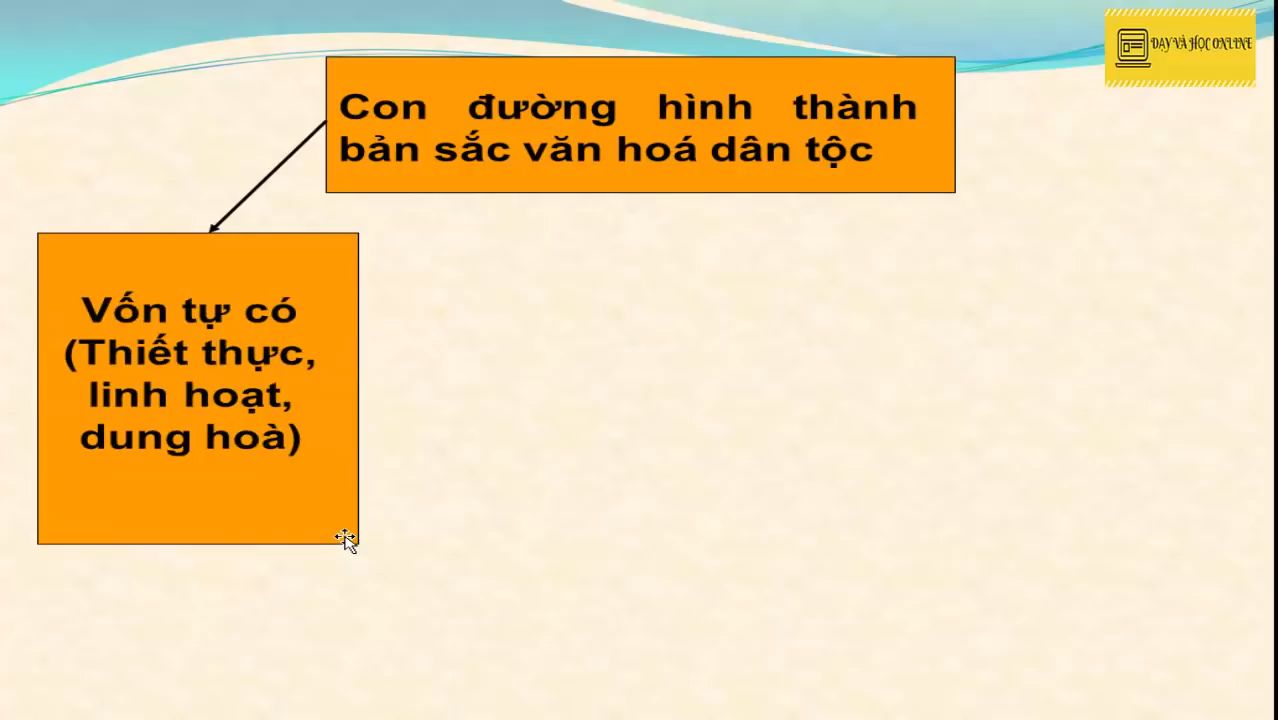 DẠY VÀ HỌC ONLINE
Con đường hình thành
bản sắc văn hoá dân tộc
Vốn tự có
(Thiết thực,
linh hoạt,
dung hoà)